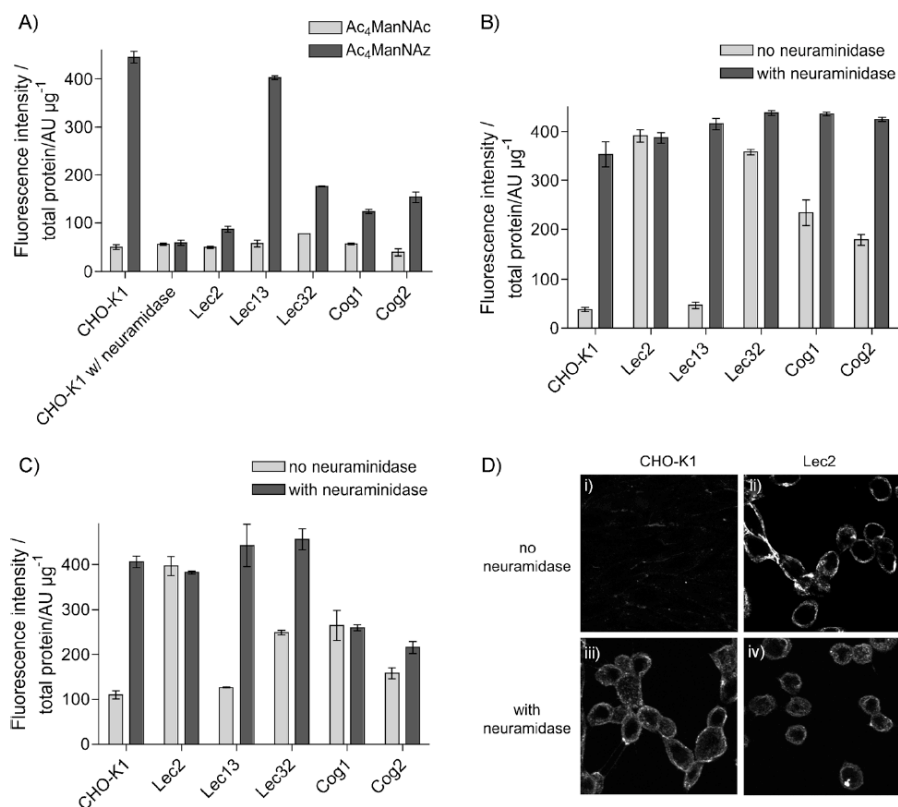 A)
Ac4ManNAc
Ac4ManNAz
Fluorescence intensity /
total protein/AU µg-1
400
300
200
100
0
CHO-K1
CHO-K1 w/ neuramidase
Lec2
Lec13
Lec32
Cog1
Cog2
B)
no neuraminidase
with neuraminidase
Fluorescence intensity /
total protein/AU µg-1
400
300
200
100
0
CHO-K1
Lec2
Lec13
Lec32
Cog1
Cog2
C)
no neuraminidase
with neuraminidase
Fluorescence intensity /
total protein/AU µg-1
400
300
200
100
0
CHO-K1
Lec2
Lec13
Lec32
Cog1
Cog2
D)
CHO-K1
Lec2
no
neuramidase
with
neuramidase
i)
ii)
iii)
iv)